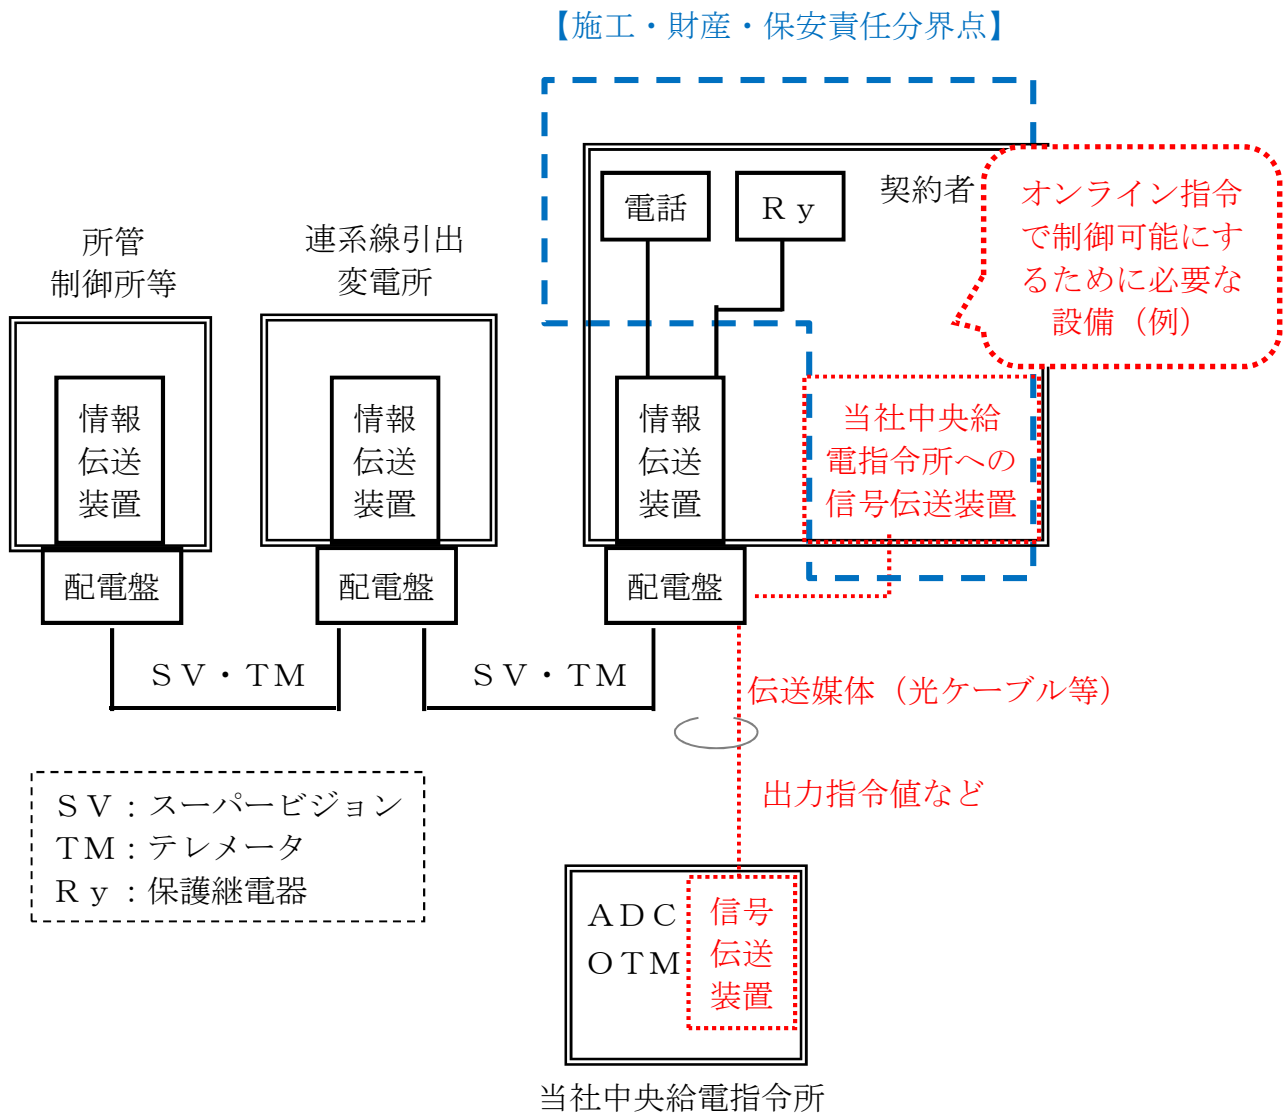 【施工・財産・保安責任分界点】
電話
Ｒｙ
契約者
オンライン指令
で制御可能にす
るために必要な
設備（例）
所管
制御所等
連系線引出
変電所
情報
伝送
装置
情報
伝送
装置
情報
伝送
装置
当社中央給
電指令所への
信号伝送装置
配電盤
配電盤
配電盤
ＳＶ・ＴＭ
ＳＶ・ＴＭ
伝送媒体（光ケーブル等）
出力指令値など
ＳＶ：スーパービジョン
ＴＭ：テレメータ
Ｒｙ：保護継電器
ＡＤＣ
ＯＴＭ
信号
伝送
装置
当社中央給電指令所